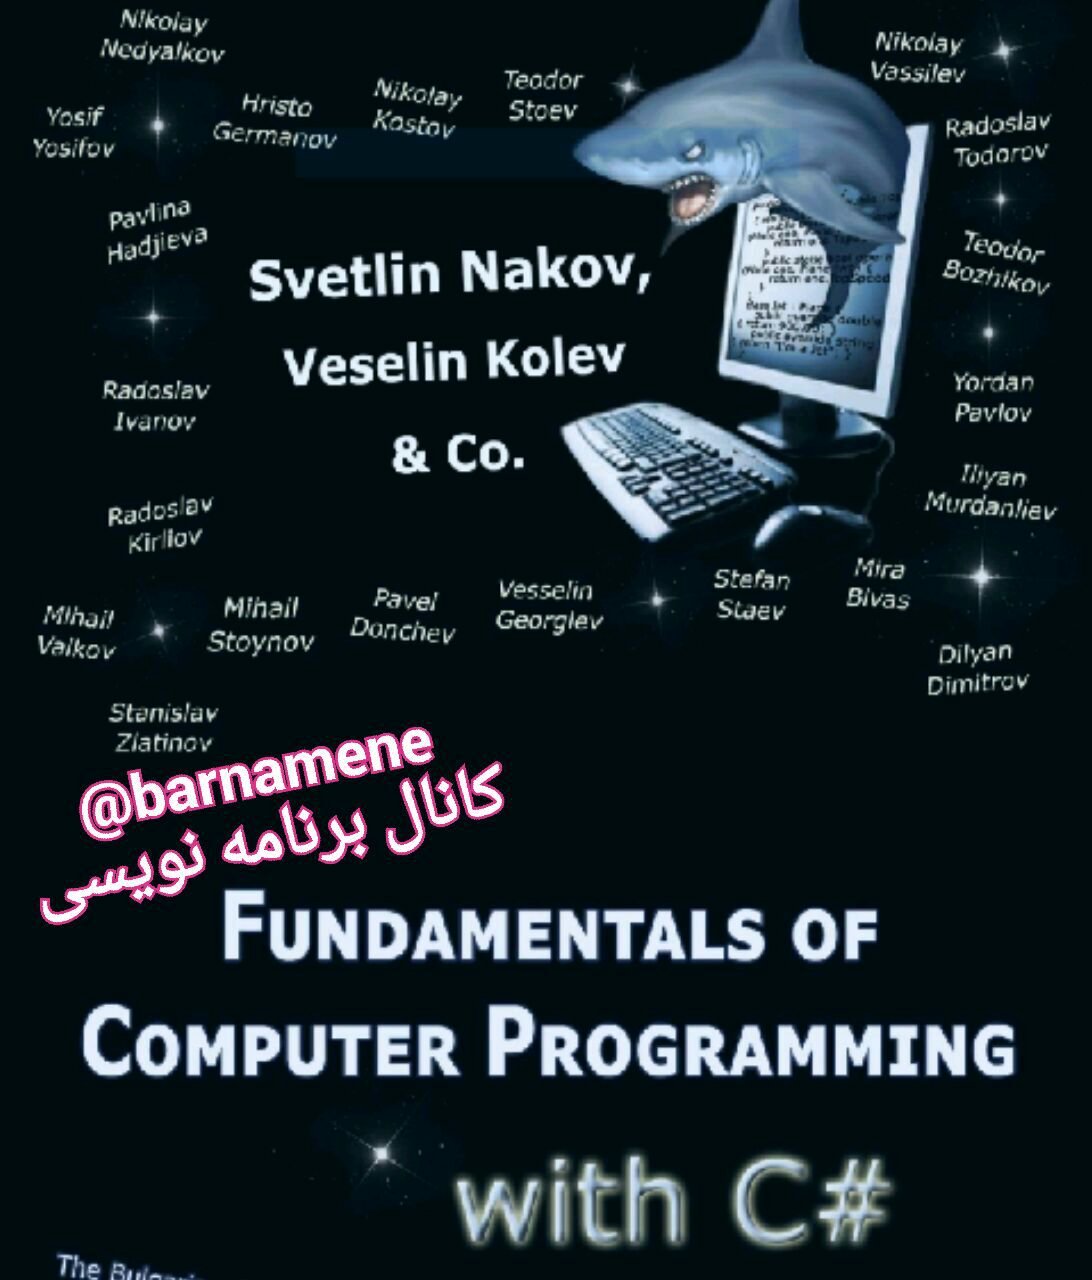 Nikolay
Nedyalkov
Nikolay
Vassilev
Yosif
Yosifov
Hristo
Germanov
Nikolay
Kostov
Teodor
Stoev
Radoslav
Todorov
Pavlina
Hadjieva
Teodor
Bozhikov
Svetlin Nakov,
Veselin Kolev
& Co.
Radoslav
Ivanov
Yordan
Pavlov
Radoslav
Kirilov
Iliyan
Murdanliev
Mihail
Valkov
Mihail
Stoynov
Pavel
Donchev
Vesselin
Georgiev
Stefan
Staev
Mira
Bivas
Dilyan
Dimitrov
Stanislav
Zlatinov
@barnamene
کانال برنامه نویسی
FUNDAMENTALS OF
COMPUTER PROGRAMMING
with C#
The